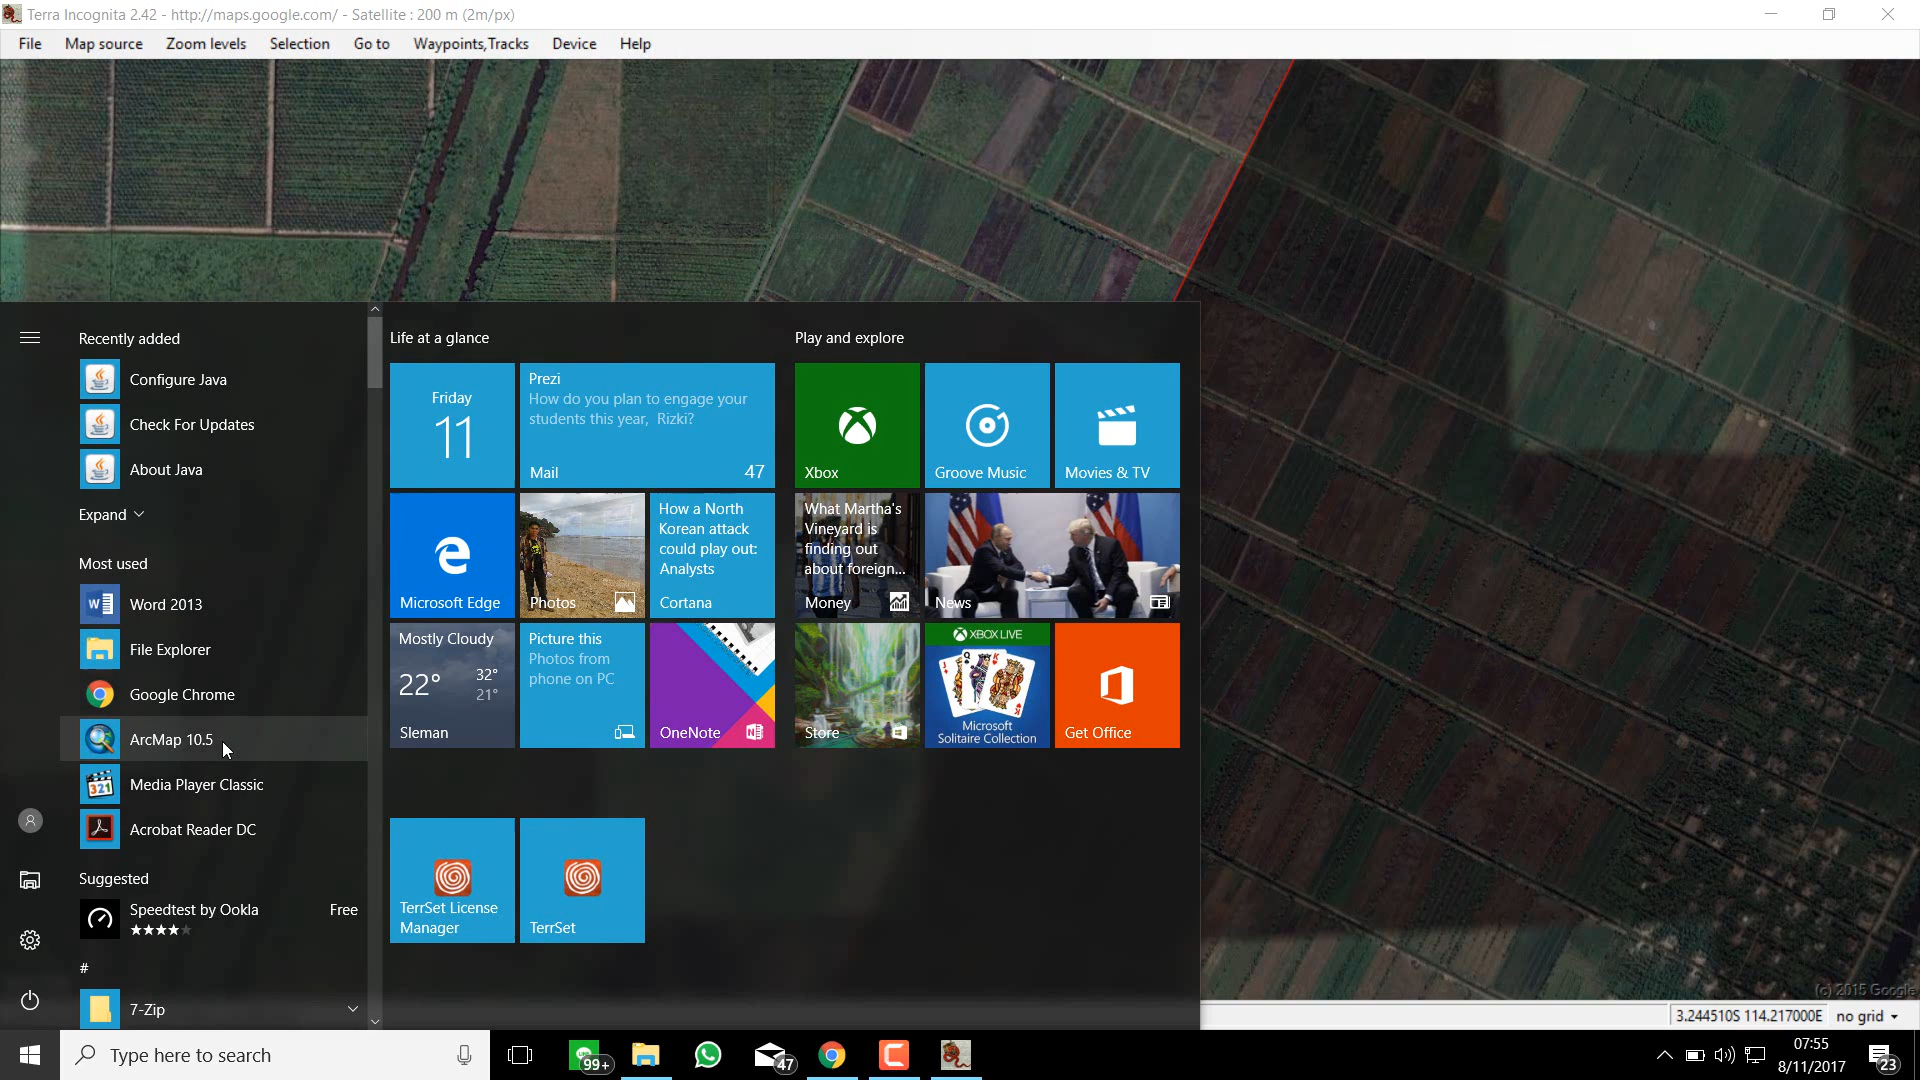 Terra Incognita 2.42 - http://maps.google.com/ - Satellite : 200 m (2m/px)
File Map source Zoom levels Selection Go to Waypoints,Tracks Device Help
Recently added
Configure Java
Check For Updates
About Java
Expand
Most used
Word 2013
File Explorer
Google Chrome
ArcMap 10.5
Media Player Classic
Acrobat Reader DC
Suggested
Speedtest by Ookla Free
#
7-Zip
Life at a glance
Friday
11
Prezi
How do you plan to engage your
students this year, Rizki?
Mail 47
Microsoft Edge
Photos
How a North
Korean attack
could play out:
Analysts
Cortana
Mostly Cloudy
22° 32°
21°
Sleman
Picture this
Photos from
phone on PC
OneNote
TerrSet License
Manager
TerrSet
Play and explore
Xbox
Groove Music
Movies & TV
What Martha's
Vineyard is
finding out
about foreign...
Money
News
Store
XBOX LIVE
J Q K
Microsoft
Solitaire Collection
Get Office
(c) 2015 Google
3.244510S 114.217000E no grid
Type here to search
99+
47
07:55
8/11/2017
23